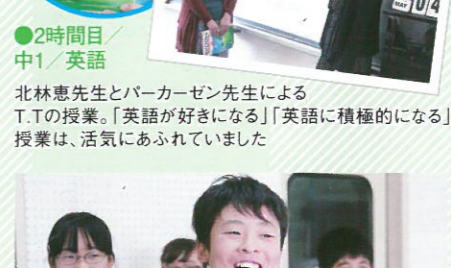 MAY 04
●2時間目／
中1／英語
北林恵先生とパーカーゼン先生による
T.Tの授業。「英語が好きになる」「英語に積極的になる」
授業は、活気にあふれていました